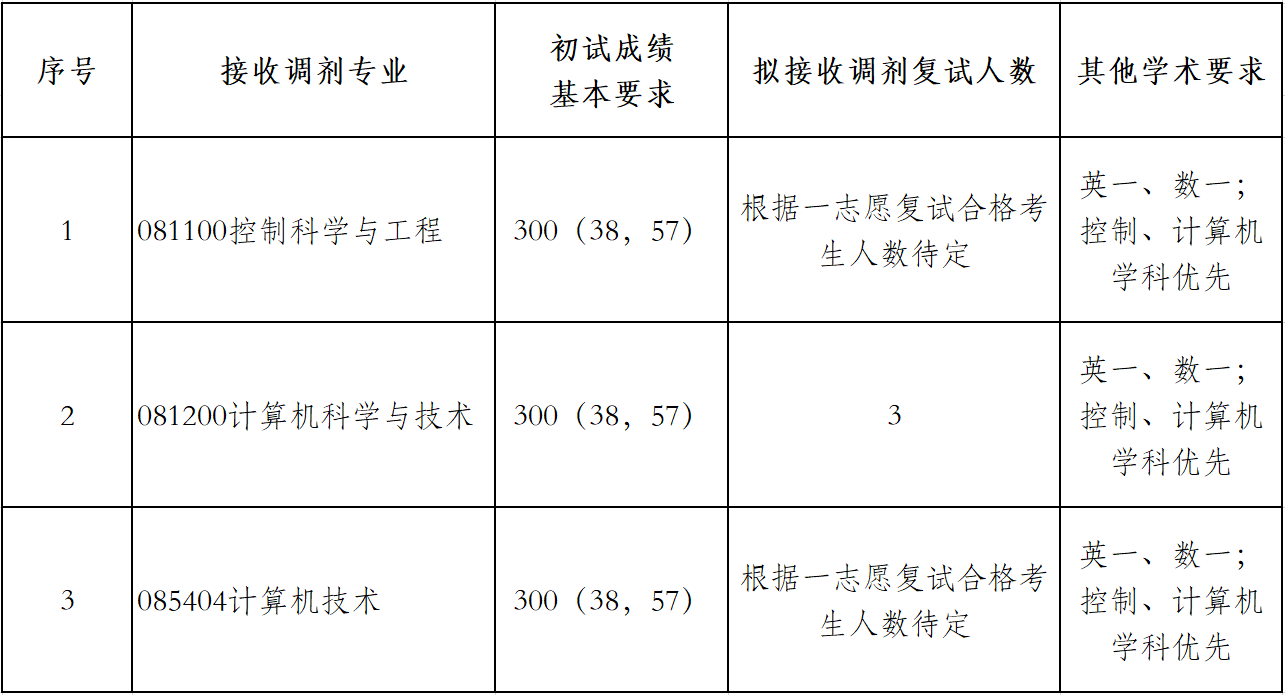 序号
接收调剂专业
初试成绩
基本要求
拟接收调剂复试人数
其他学术要求
1
081100控制科学与工程
300（38，57）
根据一志愿复试合格考
生人数待定
英一、数一；
控制、计算机
学科优先
2
081200计算机科学与技术
300（38，57）
3
英一、数一；
控制、计算机
学科优先
3
085404计算机技术
300（38，57）
根据一志愿复试合格考
生人数待定
英一、数一；
控制、计算机
学科优先